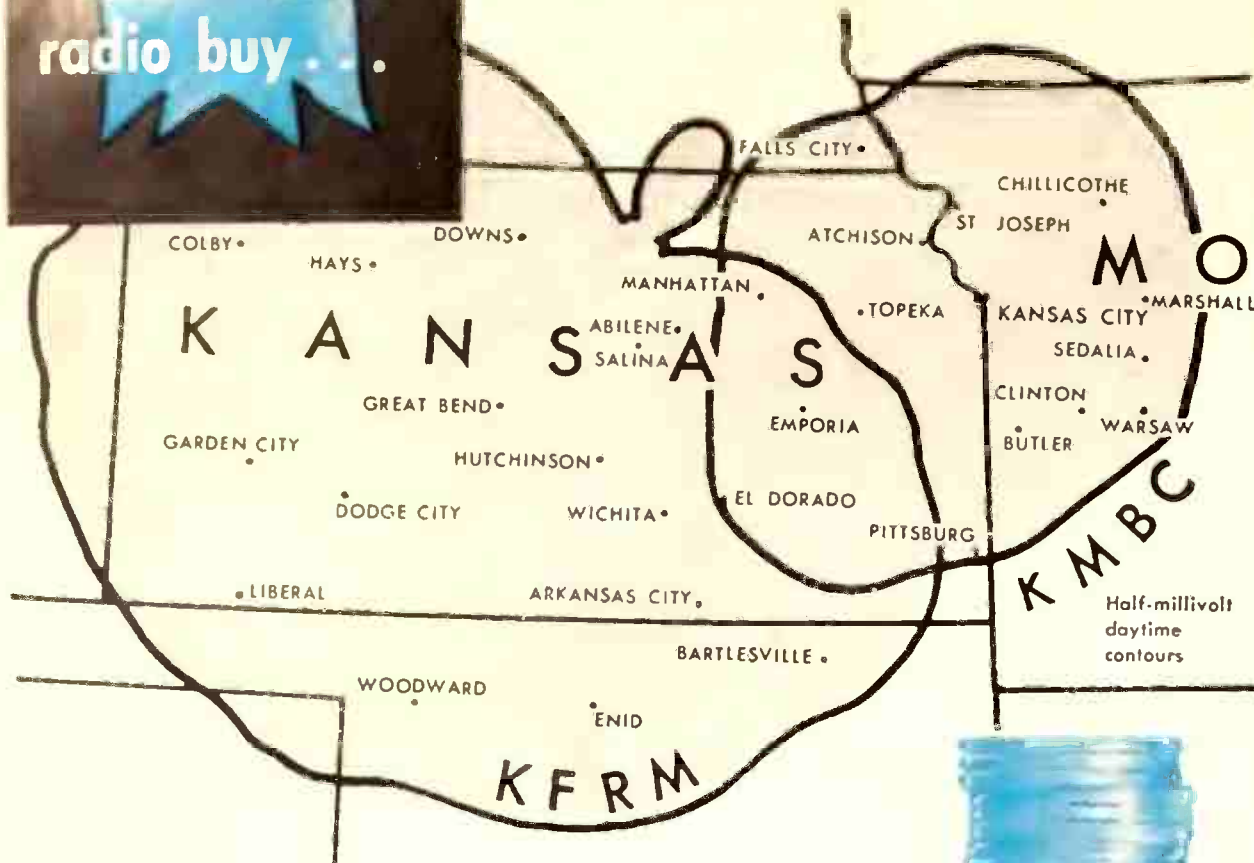 radio buy . . .
FALLS CITY
CHILLICOTHE
ST JOSEPH
COLBY
DOWNS
ATCHISON
HAYS
MO
MANHATTAN
MARSHALL
TOPEKA
KANSAS CITY
KANSAS
ABILENE
SALINA
SEDALIA
CLINTON
GREAT BEND
EMPORIA
WARSAW
BUTLER
GARDEN CITY
HUTCHINSON
EL DORADO
DODGE CITY
WICHITA
PITTSBURG
KMBC
LIBERAL
ARKANSAS CITY
Half-millivolt
daytime
contours
BARTLESVILLE
WOODWARD
ENID
KFRM